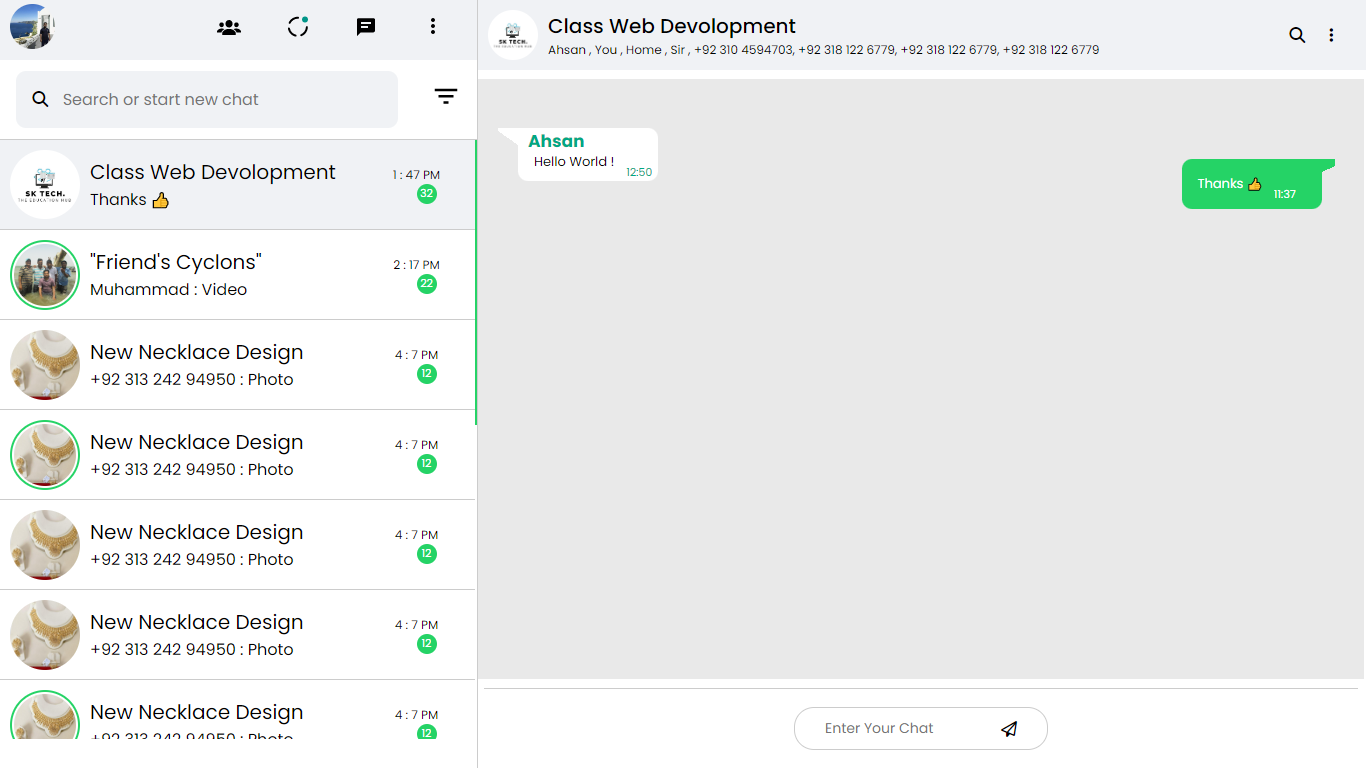 Search or start new chat
SK TECH.
THE EDUCATION HUB
Class Web Devolopment
1 : 47 PM
Thanks 👍
32
"Friend's Cyclons"
2 : 17 PM
Muhammad : Video
22
New Necklace Design
4 : 7 PM
+92 313 242 94950 : Photo
12
New Necklace Design
4 : 7 PM
+92 313 242 94950 : Photo
12
New Necklace Design
4 : 7 PM
+92 313 242 94950 : Photo
12
New Necklace Design
4 : 7 PM
+92 313 242 94950 : Photo
12
New Necklace Design
4 : 7 PM
+92 313 242 94950 : Photo
12
SK TECH.
Class Web Devolopment
Ahsan , You , Home , Sir , +92 310 4594703, +92 318 122 6779, +92 318 122 6779, +92 318 122 6779
Ahsan
Hello World !
12:50
Thanks 👍
11:37
Enter Your Chat